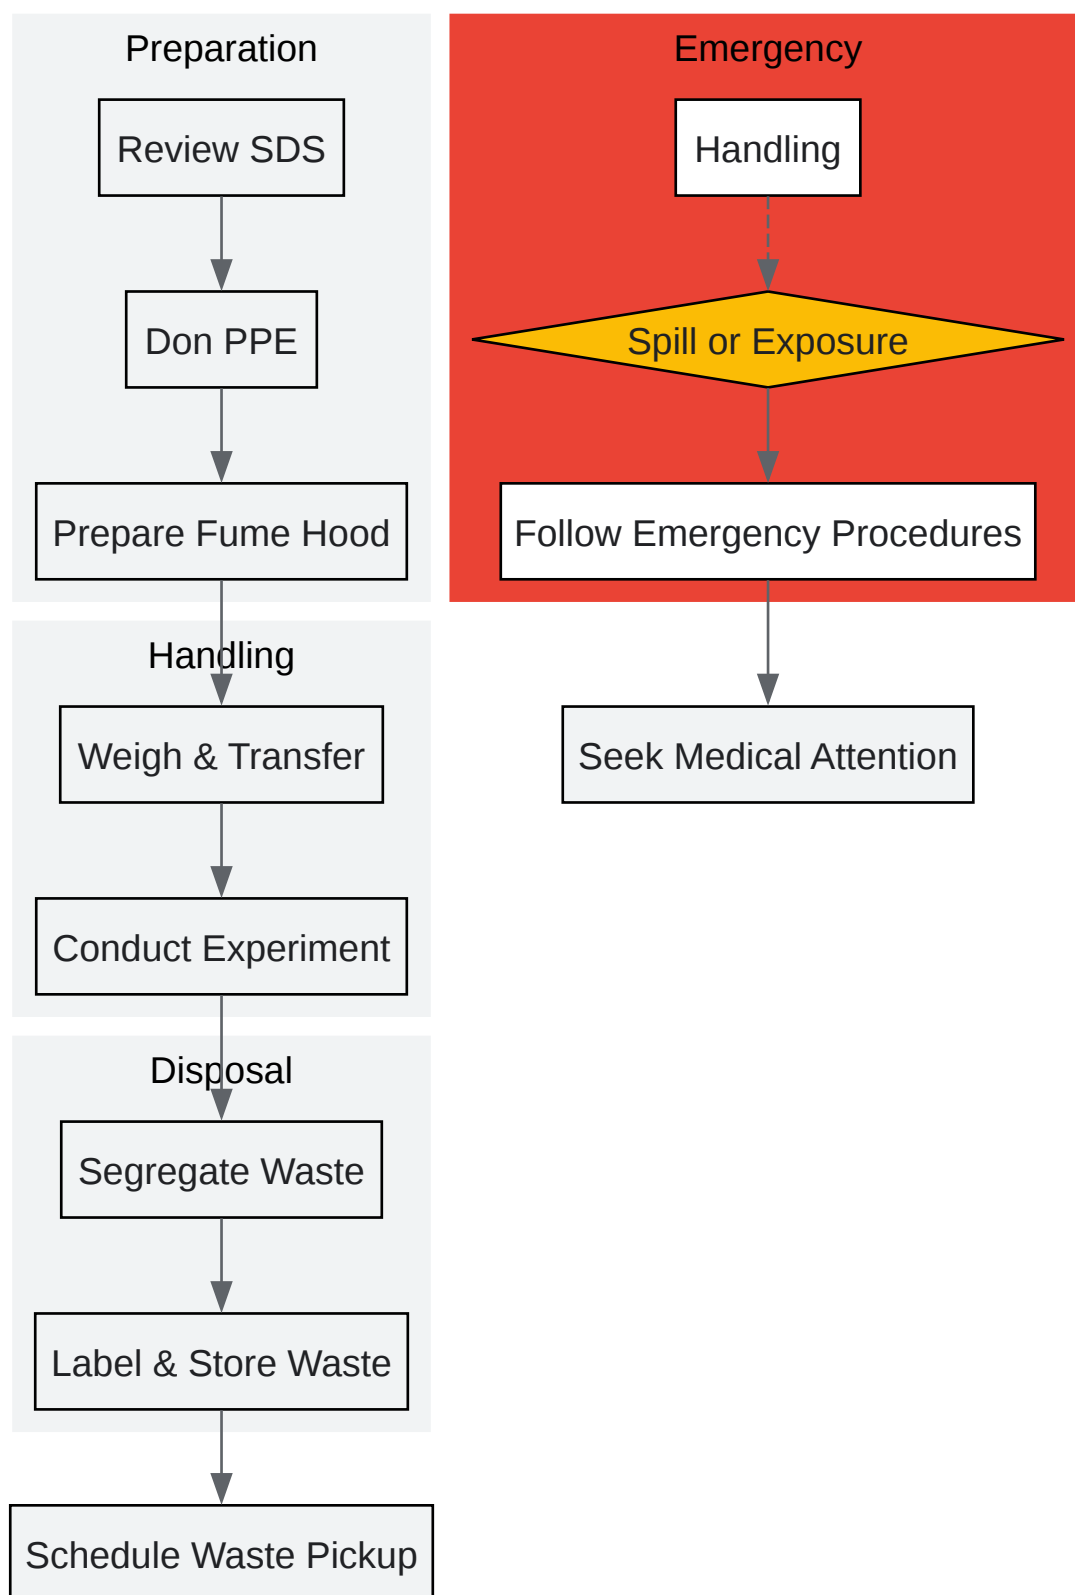 Preparation
Review SDS
Don PPE
Prepare Fume Hood
Handling
Weigh & Transfer
Conduct Experiment
Disposal
Segregate Waste
Label & Store Waste
Schedule Waste Pickup
Emergency
Handling
Spill or Exposure
Follow Emergency Procedures
Seek Medical Attention